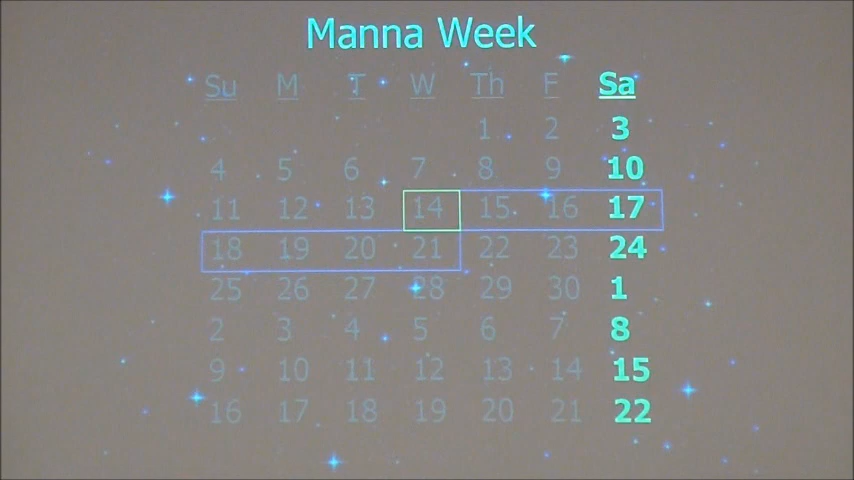 Manna Week
Su M T W Th F Sa
1 2 3
4 5 6 7 8 9 10
11 12 13 14 15 16 17
18 19 20 21 22 23 24
25 26 27 28 29 30 1
2 3 4 5 6 7 8
9 10 11 12 13 14 15
16 17 18 19 20 21 22